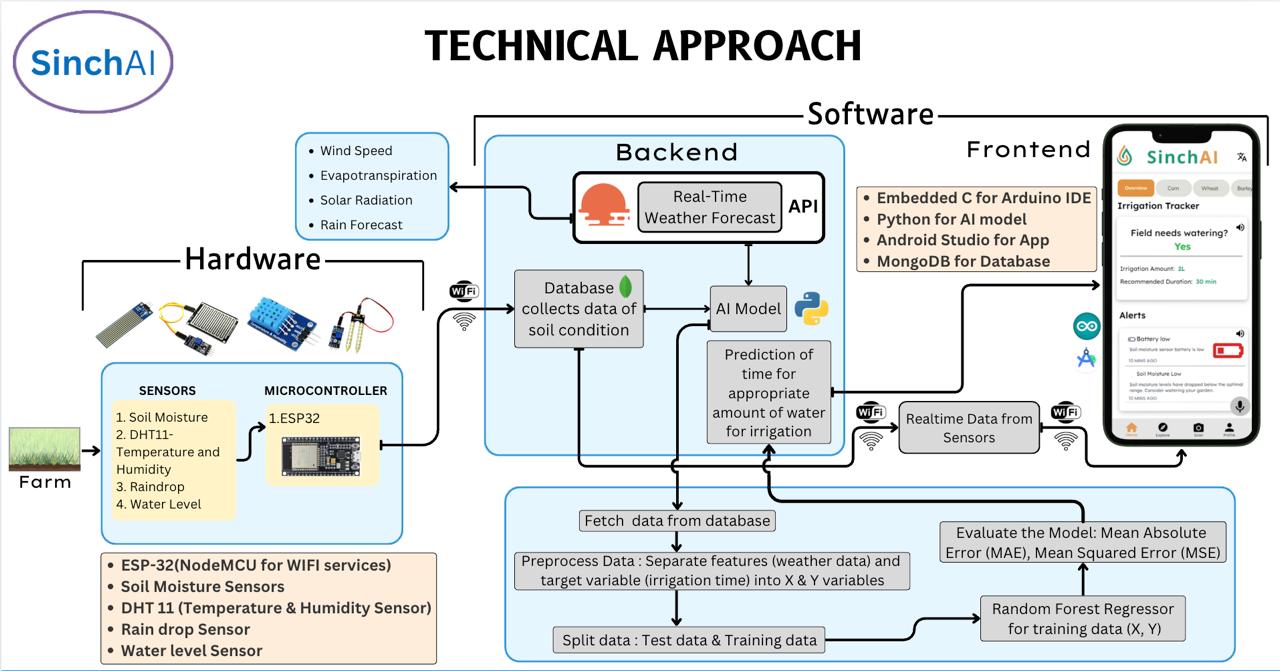 SinchAI
TECHNICAL APPROACH
Software
Wind Speed
Evapotranspiration
Solar Radiation
Rain Forecast
Backend
Real-Time
Weather Forecast
API
Database
collects data of
soil condition
AI Model
Prediction of
time for
appropriate
amount of water
for irrigation
Frontend
Embedded C for Arduino IDE
Python for AI model
Android Studio for App
MongoDB for Database
SinchAI
Overview
Corn
Wheat
Barley
Irrigation Tracker
Field needs watering?
Yes
Irrigation Amount: 2L
Recommended Duration: 30 min
Alerts
Battery low
Soil moisture sensor battery is low
10 MINS AGO
Soil Moisture Low
Soil moisture levels have dropped below the optimal
range. Consider watering your garden.
10 MINS AGO
Home
Explore
Scan
Profile
Hardware
WiFi
SENSORS
1. Soil Moisture
2. DHT11-
Temperature and
Humidity
3. Raindrop
4. Water Level
MICROCONTROLLER
1.ESP32
Farm
WiFi
Realtime Data from
Sensors
WiFi
ESP-32(NodeMCU for WIFI services)
Soil Moisture Sensors
DHT 11 (Temperature & Humidity Sensor)
Rain drop Sensor
Water level Sensor
Fetch data from database
Preprocess Data : Separate features (weather data) and
target variable (irrigation time) into X & Y variables
Split data : Test data & Training data
Random Forest Regressor
for training data (X, Y)
Evaluate the Model: Mean Absolute
Error (MAE), Mean Squared Error (MSE)